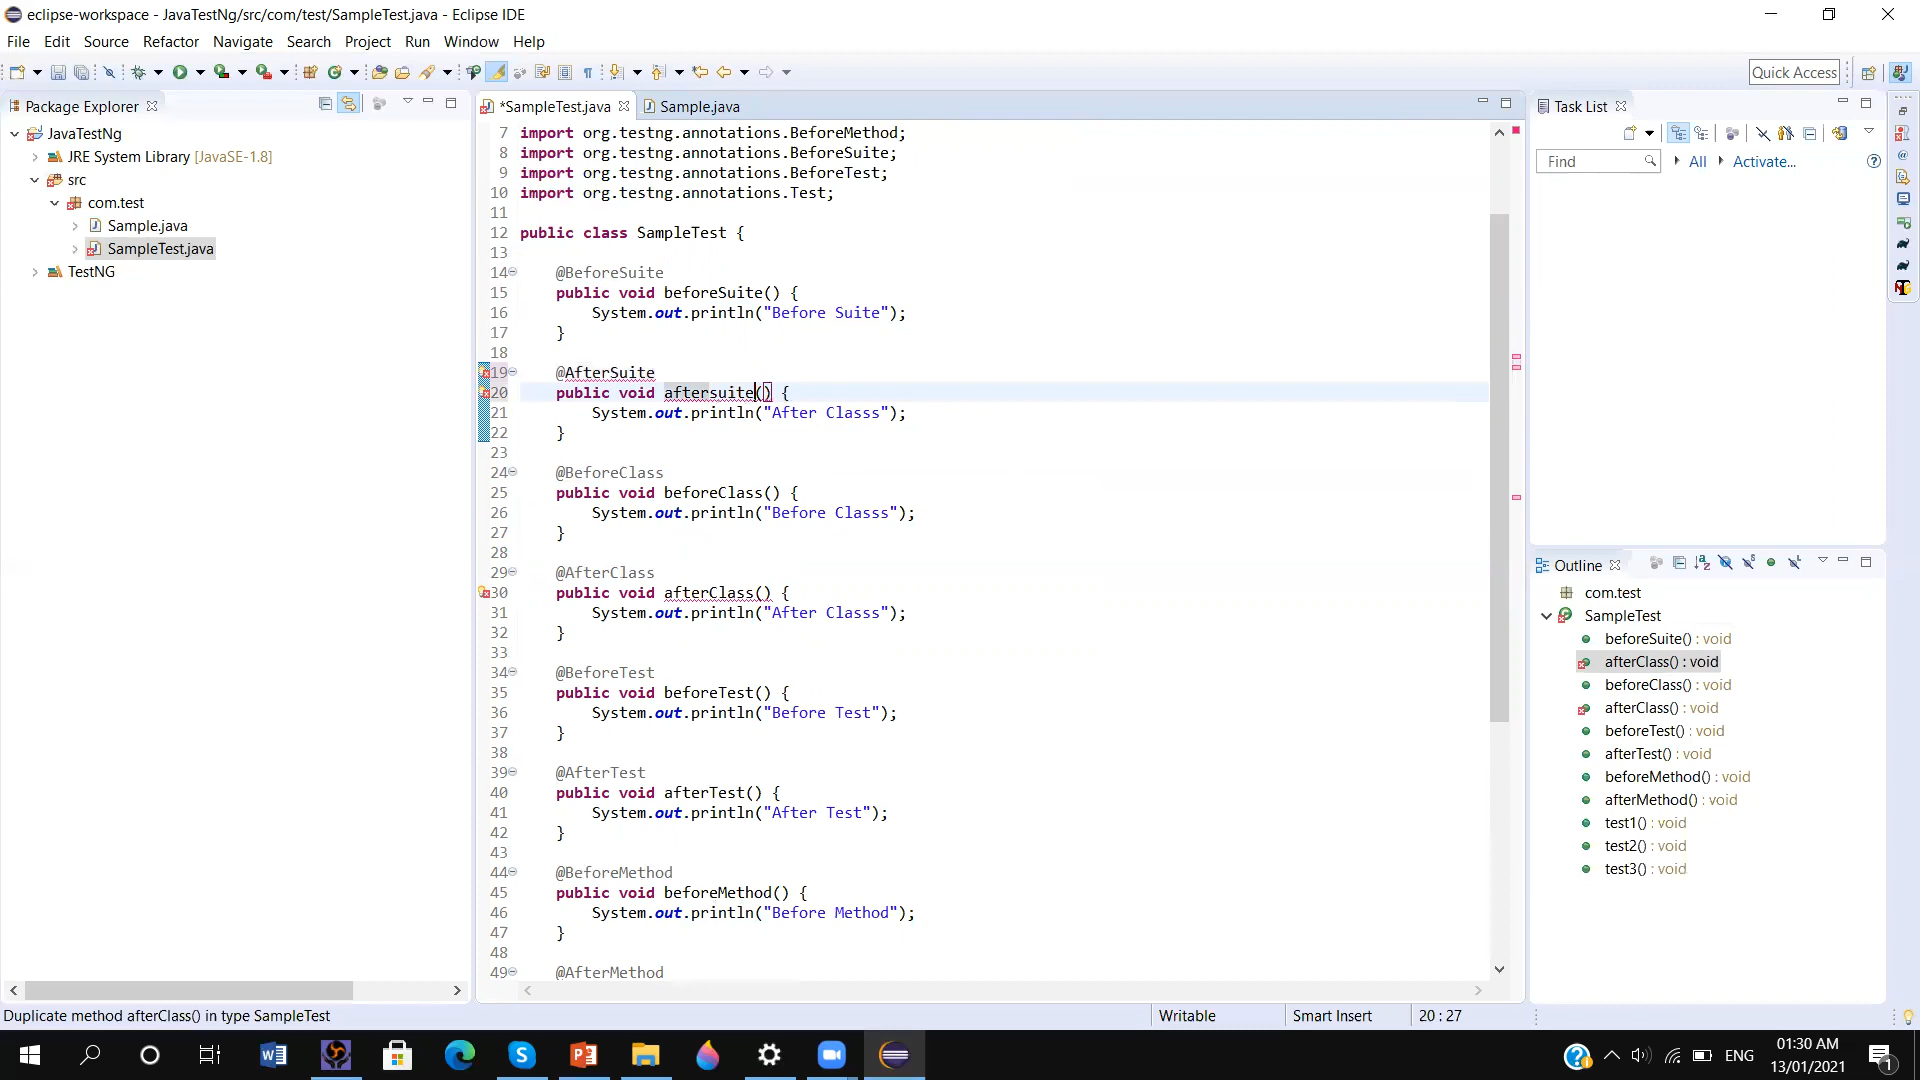 eclipse-workspace - JavaTestNg/src/com/test/SampleTest.java - Eclipse IDE
File Edit Source Refactor Navigate Search Project Run Window Help
Quick Access
Package Explorer
JavaTestNg
JRE System Library [JavaSE-1.8]
src
com.test
Sample.java
SampleTest.java
TestNG
*SampleTest.java Sample.java
7 import org.testng.annotations.BeforeMethod;
8 import org.testng.annotations.BeforeSuite;
9 import org.testng.annotations.BeforeTest;
10 import org.testng.annotations.Test;
11
12 public class SampleTest {
13
14 @BeforeSuite
15 public void beforeSuite() {
16 System.out.println("Before Suite");
17 }
18
19 @AfterSuite
20 public void aftersuite() {
21 System.out.println("After Classs");
22 }
23
24 @BeforeClass
25 public void beforeClass() {
26 System.out.println("Before Classs");
27 }
28
29 @AfterClass
30 public void afterClass() {
31 System.out.println("After Classs");
32 }
33
34 @BeforeTest
35 public void beforeTest() {
36 System.out.println("Before Test");
37 }
38
39 @AfterTest
40 public void afterTest() {
41 System.out.println("After Test");
42 }
43
44 @BeforeMethod
45 public void beforeMethod() {
46 System.out.println("Before Method");
47 }
48
49 @AfterMethod
Task List
Find All Activate...
Outline
com.test
SampleTest
beforeSuite() : void
afterClass() : void
beforeClass() : void
afterClass() : void
beforeTest() : void
afterTest() : void
beforeMethod() : void
afterMethod() : void
test1() : void
test2() : void
test3() : void
Duplicate method afterClass() in type SampleTest
Writable Smart Insert 20 : 27
ENG
01:30 AM
13/01/2021
1